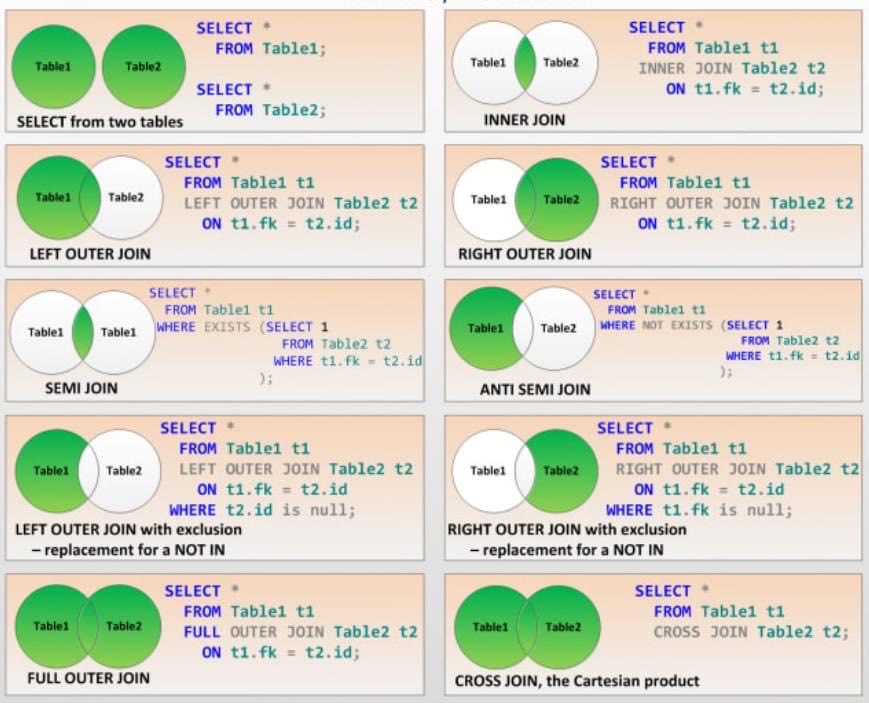 Table1
Table2
SELECT *
FROM Table1;
SELECT *
FROM Table2;
SELECT from two tables
Table1
Table2
SELECT *
FROM Table1 t1
INNER JOIN Table2 t2
ON t1.fk = t2.id;
INNER JOIN
Table1
Table2
SELECT *
FROM Table1 t1
LEFT OUTER JOIN Table2 t2
ON t1.fk = t2.id;
LEFT OUTER JOIN
Table1
Table2
SELECT *
FROM Table1 t1
RIGHT OUTER JOIN Table2 t2
ON t1.fk = t2.id;
RIGHT OUTER JOIN
Table1
Table1
SELECT *
FROM Table1 t1
WHERE EXISTS (SELECT 1
FROM Table2 t2
WHERE t1.fk = t2.id
);
SEMI JOIN
Table1
Table2
SELECT *
FROM Table1 t1
WHERE NOT EXISTS (SELECT 1
FROM Table2 t2
WHERE t1.fk = t2.id
);
ANTI SEMI JOIN
Table1
Table2
SELECT *
FROM Table1 t1
LEFT OUTER JOIN Table2 t2
ON t1.fk = t2.id
WHERE t2.id is null;
LEFT OUTER JOIN with exclusion
– replacement for a NOT IN
Table1
Table2
SELECT *
FROM Table1 t1
RIGHT OUTER JOIN Table2 t2
ON t1.fk = t2.id
WHERE t1.fk is null;
RIGHT OUTER JOIN with exclusion
– replacement for a NOT IN
Table1
Table2
SELECT *
FROM Table1 t1
FULL OUTER JOIN Table2 t2
ON t1.fk = t2.id;
FULL OUTER JOIN
Table1
Table2
SELECT *
FROM Table1 t1
CROSS JOIN Table2 t2;
CROSS JOIN, the Cartesian product